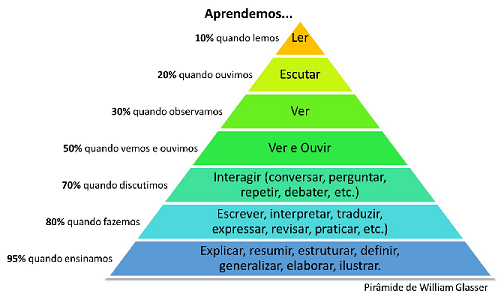 Aprendemos...
10% quando lemos
Ler
20% quando ouvimos
Escutar
30% quando observamos
Ver
50% quando vemos e ouvimos
Ver e Ouvir
70% quando discutimos
Interagir (conversar, perguntar,
repetir, debater, etc.)
80% quando fazemos
Escrever, interpretar, traduzir,
expressar, revisar, praticar, etc.)
95% quando ensinamos
Explicar, resumir, estruturar, definir,
generalizar, elaborar, ilustrar.
Pirâmide de William Glasser